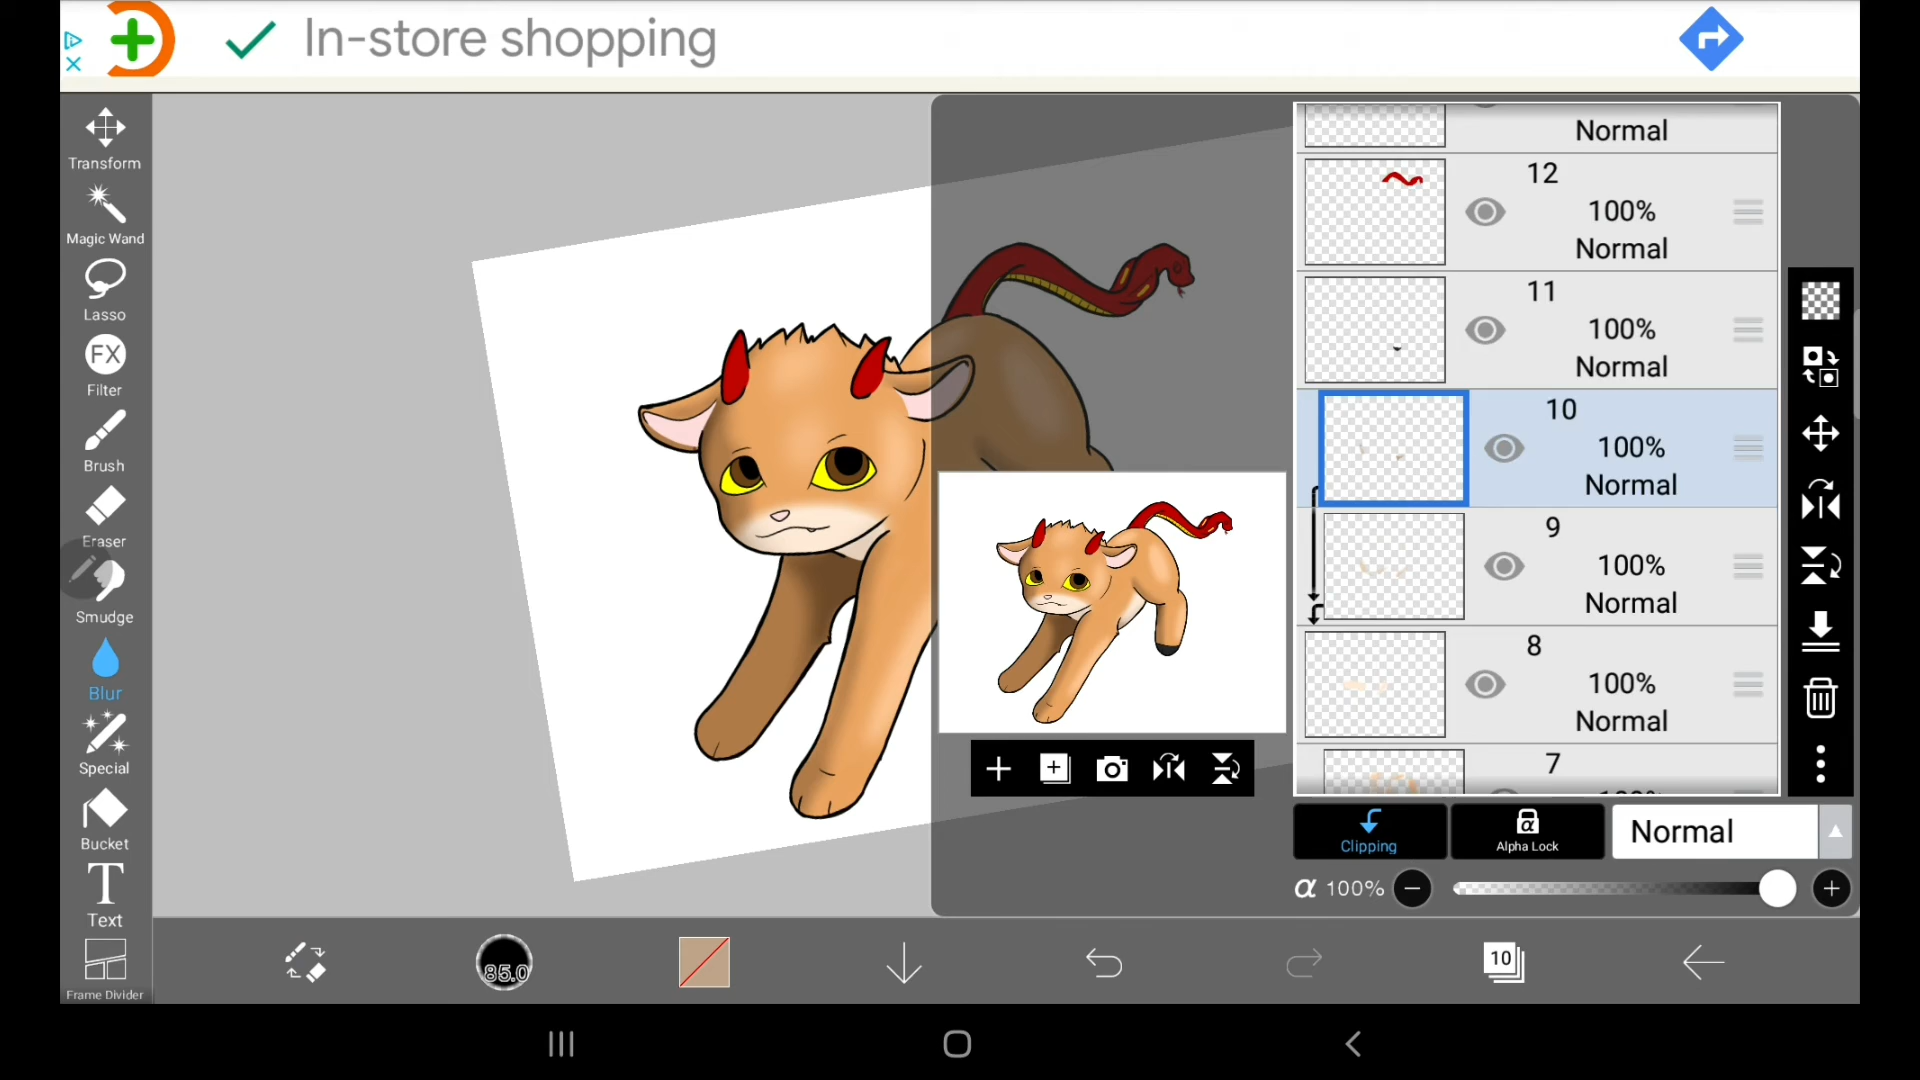 In-store shopping
Transform
Magic Wand
Lasso
FX
Filter
Brush
Eraser
Smudge
Blur
Special
Bucket
T
Text
Frame Divider
Normal
12
100%
Normal
11
100%
Normal
10
100%
Normal
9
100%
Normal
8
100%
Normal
7
Clipping
α
Alpha Lock
Normal
α 100%
85.0
10